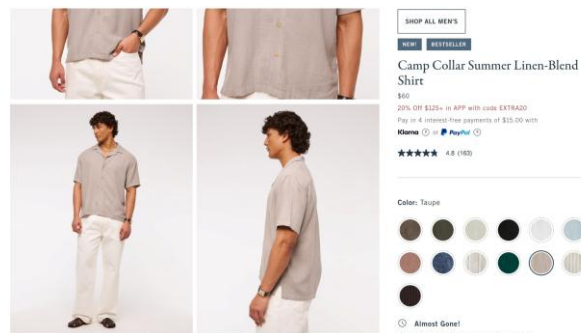 SHOP ALL MEN'S
NEW! BESTSELLER
Camp Collar Summer Linen-Blend
Shirt
$60
20% Off $125+ in APP with code EXTRA20
Pay in 4 interest-free payments of $15.00 with
Klarna or PayPal
4.8 (163)
Color: Taupe
Almost Gone!